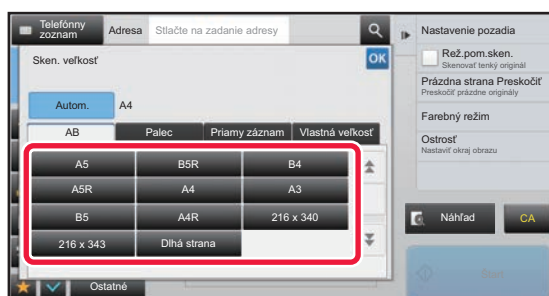 Telefónny zoznam
Adresa
Stlačte na zadanie adresy
Sken. veľkosť
OK
Autom.
A4
AB
Palec
Priamy záznam
Vlastná veľkosť
A5
B5R
B4
A5R
A4
A3
B5
A4R
216 x 340
216 x 343
Dlhá strana
Ostatné
Nastavenie pozadia
Rež.pom.sken.
Skenovať tenký originál
Prázdna strana Preskočiť
Preskočiť prázdne originály
Farebný režim
Ostrosť
Nastaviť okraj obrazu
Náhľad
CA
Štart